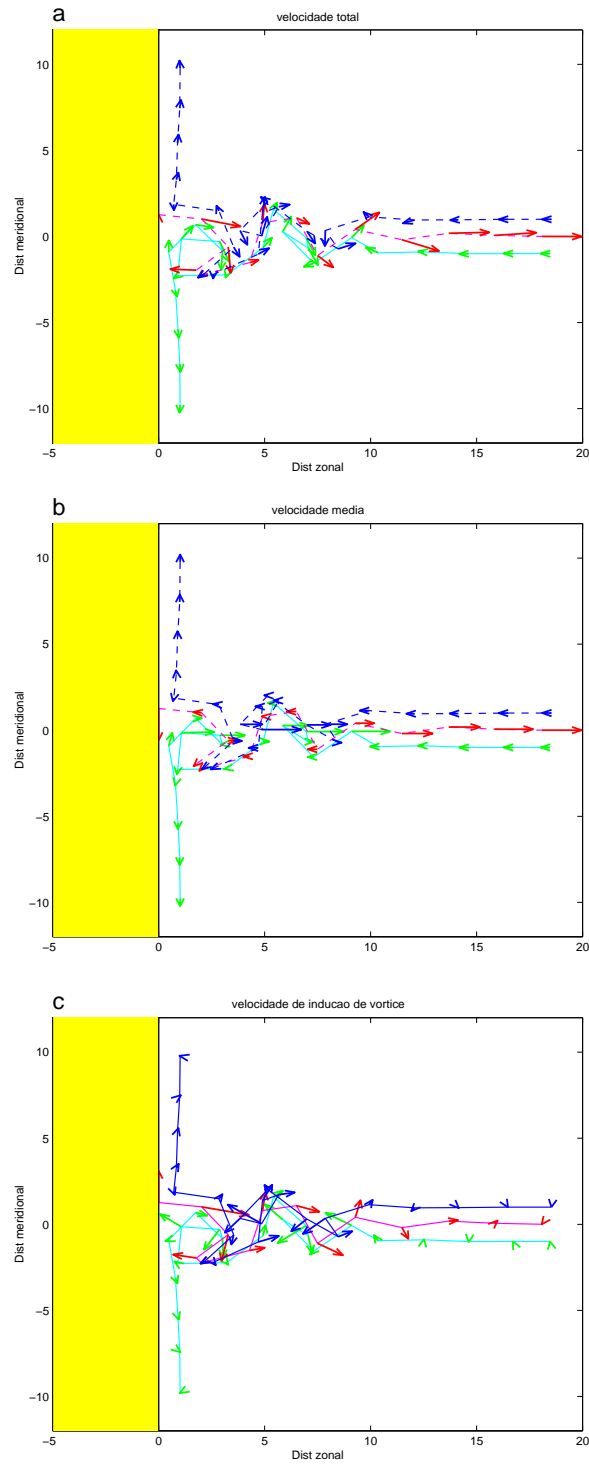 a
velocidade total
10
5
0
−5
−10
Dist meridional
−5 0 5 10 15 20
Dist zonal
b
velocidade media
10
5
0
−5
−10
Dist meridional
−5 0 5 10 15 20
c
velocidade de inducao de vortice
10
5
0
−5
−10
Dist meridional
−5 0 5 10 15 20
Dist zonal